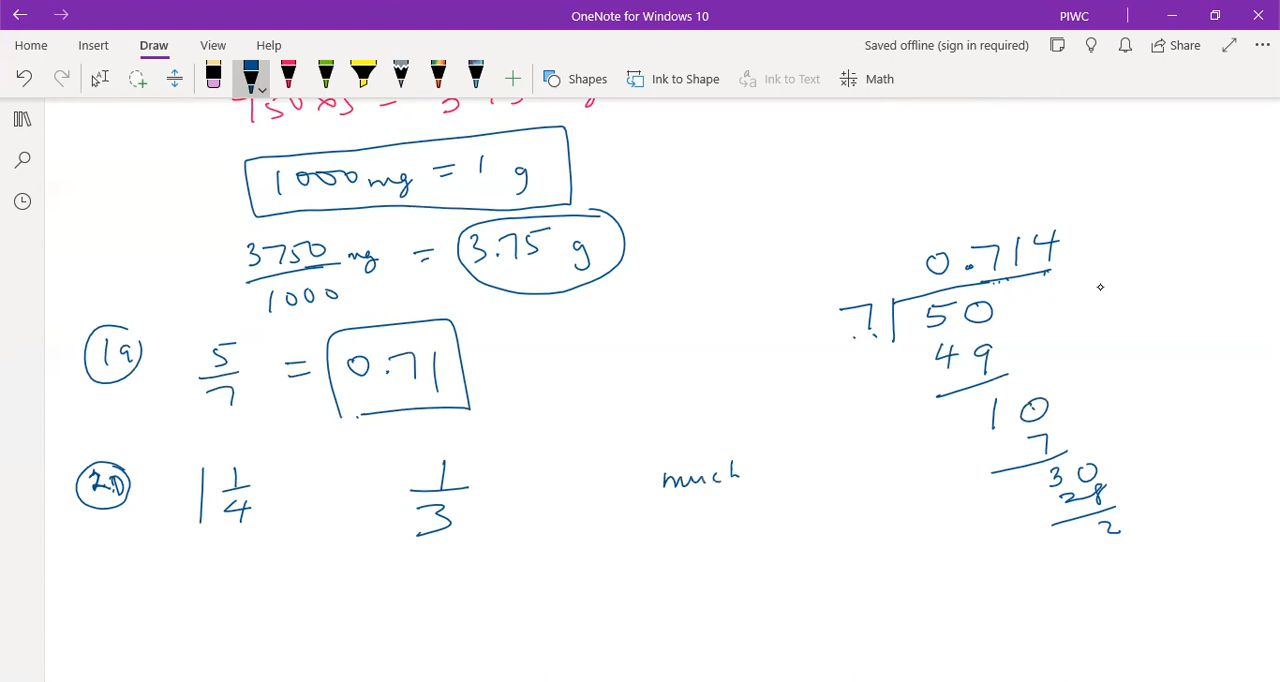 OneNote for Windows 10
PIWC
Home Insert Draw View Help
Saved offline (sign in required)
Share
Shapes
Ink to Shape
Ink to Text
Math
1000 mg = 1 g
3750/1000 mg = 3.75 g
19 5/7 = 0.71
20 1 1/4 1/3 much
0.714
7 50
49
10
7
30
28
2